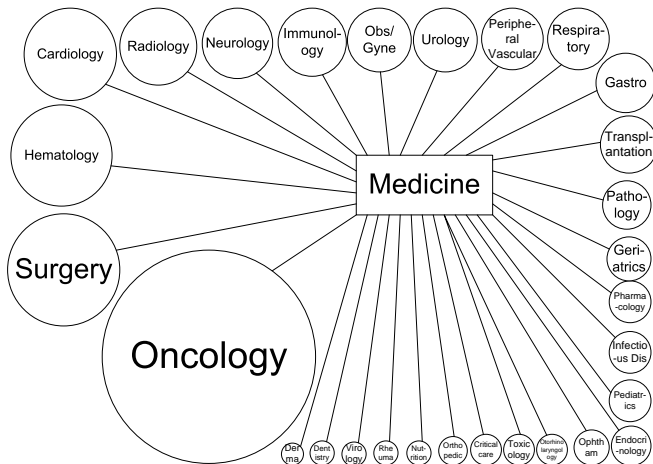 Cardiology
Radiology
Neurology
Immunol-
ogy
Obs/
Gyne
Urology
Periphe-
ral
Vascular
Respira-
tory
Gastro
Transpl-
antation
Patho-
logy
Geri-
atrics
Pharma
-cology
Infectio
-us Dis
Pediatr-
ics
Endocri
-nology
Ophth
am
Otorhino
laryngol
ogy
Toxic
ology
Critical
care
Ortho
pedic
Nut-
rition
Rhe
uma
Viro
logy
Dent
istry
Der
ma
Oncology
Surgery
Hematology
Medicine